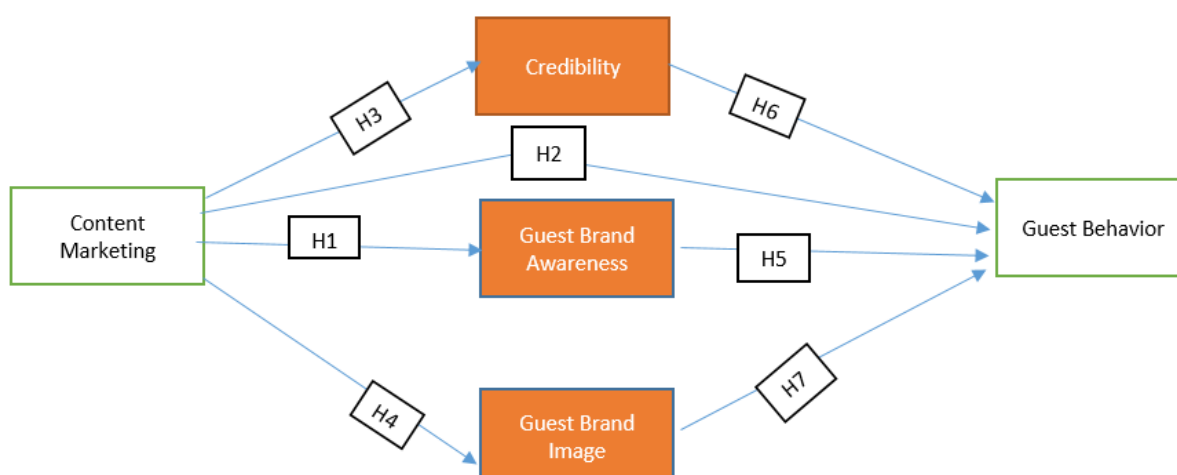 Credibility
H3
H6
H2
Content
Marketing
H1
Guest Brand
Awareness
H5
Guest Behavior
H4
Guest Brand
Image
H7